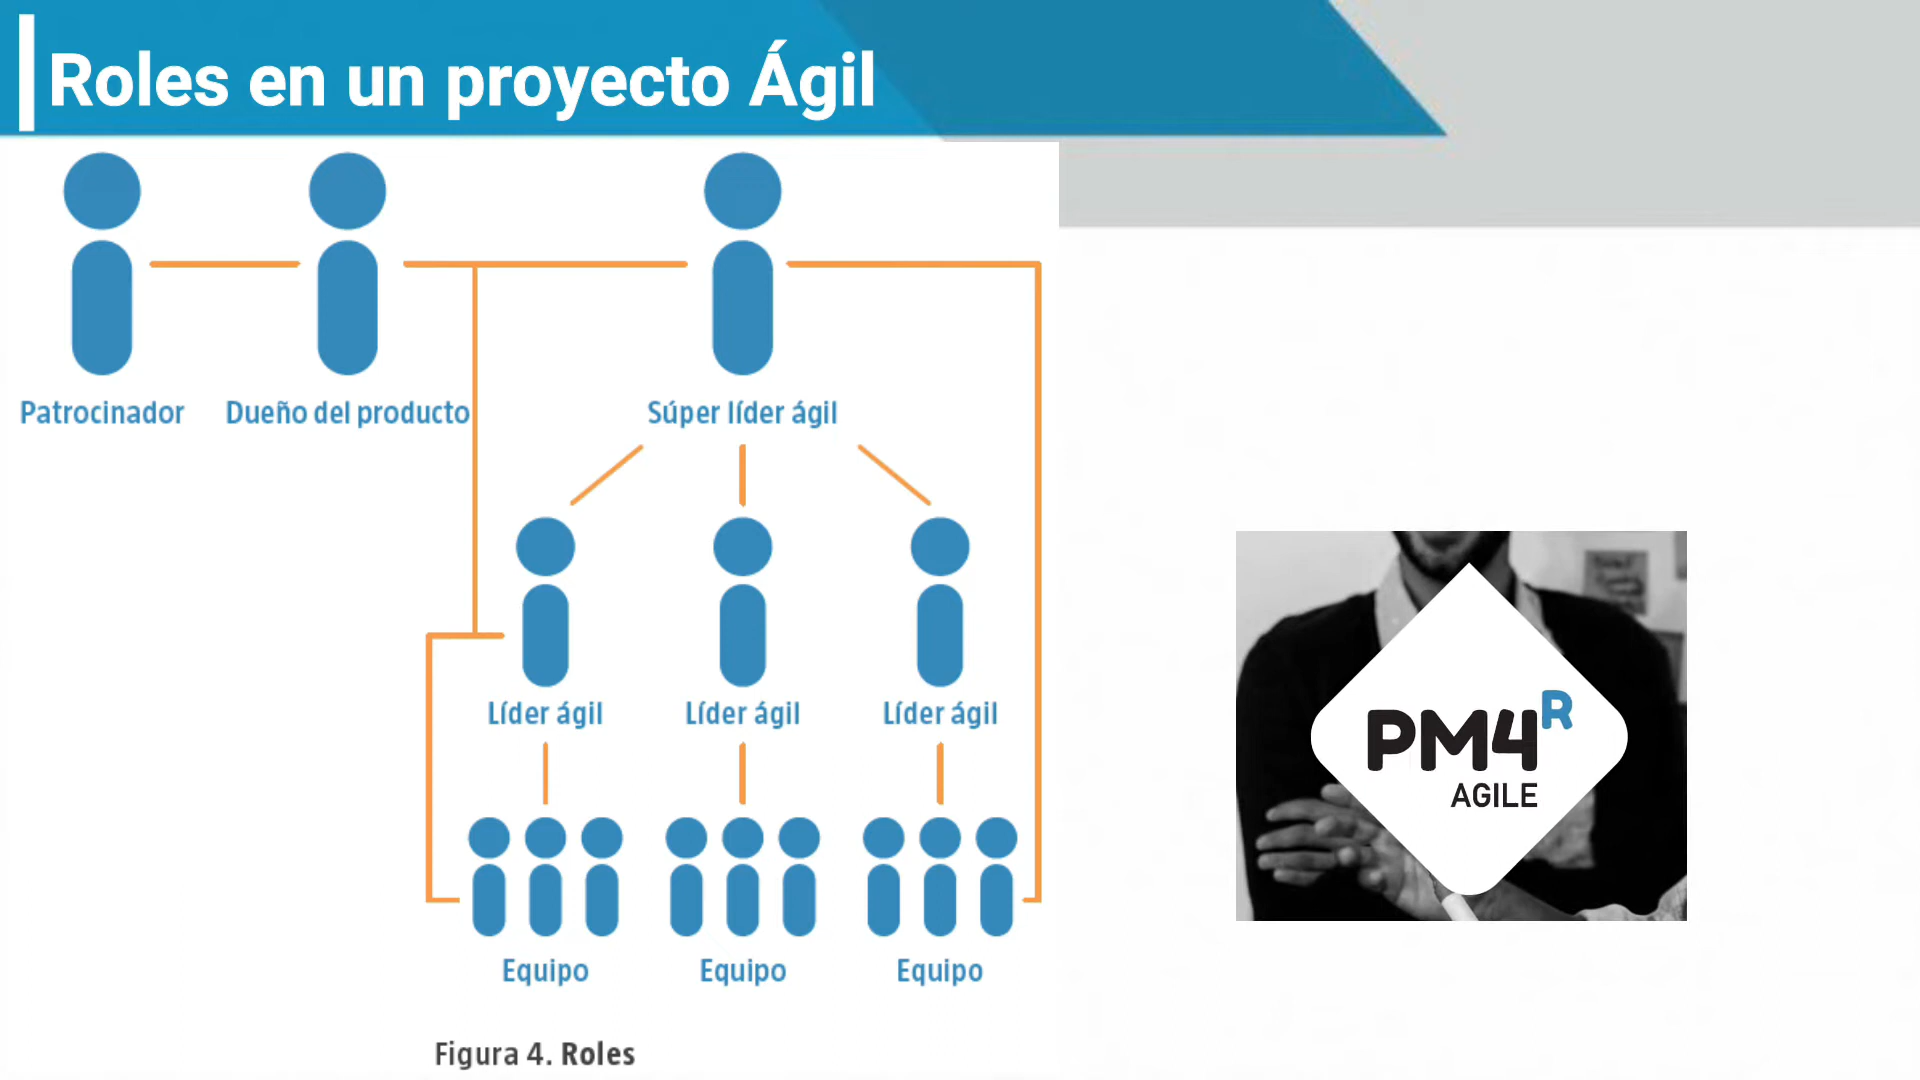 Roles en un proyecto Ágil
Patrocinador
Dueño del producto
Súper líder ágil
Líder ágil
Líder ágil
Líder ágil
Equipo
Equipo
Equipo
Figura 4. Roles
PM4R
AGILE